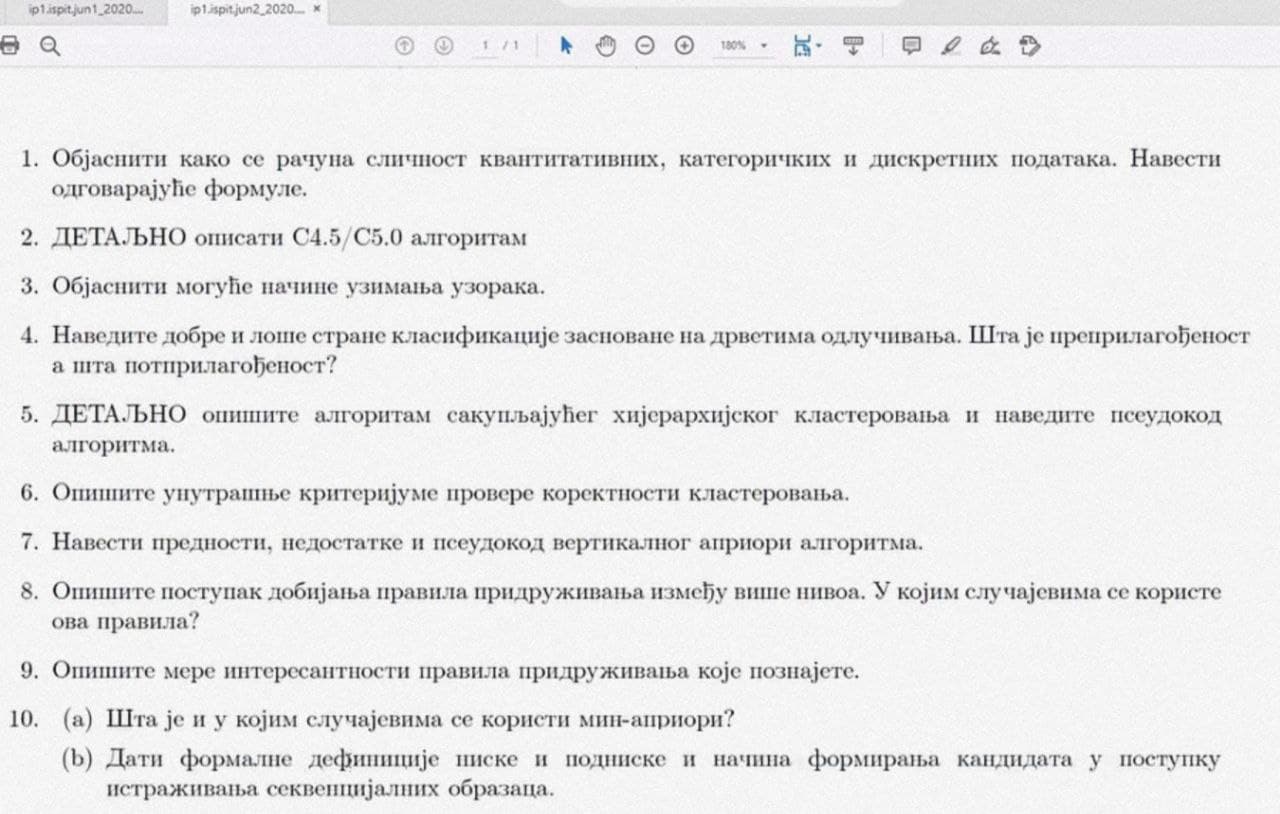 ip1.ispit.jun1_2020....
ip1.ispit.jun2_2020.... ×
1 / 1
180%
1. Објаснити како се рачуна сличност квантитативних, категоричких и дискретних података. Навести
одговарајуће формуле.
2. ДЕТАЉНО описати C4.5/C5.0 алгоритам
3. Објаснити могуће начине узимања узорака.
4. Наведите добре и лоше стране класификације засноване на дрветима одлучивања. Шта је преприлагођеност
а шта потприлагођеност?
5. ДЕТАЉНО опишите алгоритам сакупљајућег хијерархијског кластеровања и наведите псеудокод
алгоритма.
6. Опишите унутрашње критеријуме провере коректности кластеровања.
7. Навести предности, недостатке и псеудокод вертикалног априори алгоритма.
8. Опишите поступак добијања правила придруживања између више нивоа. У којим случајевима се користе
ова правила?
9. Опишите мере интересантности правила придруживања које познајете.
10. (a) Шта је и у којим случајевима се користи мин-априори?
(b) Дати формалне дефиниције ниске и подниске и начина формирања кандидата у поступку
истраживања секвенцијалних образаца.